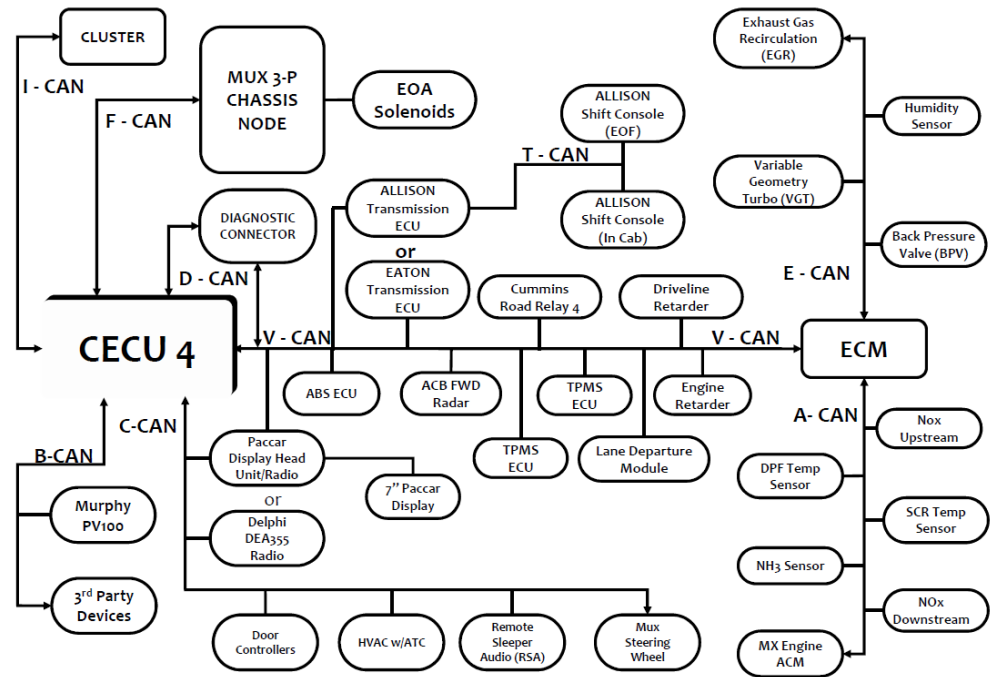 CLUSTER
I - CAN
MUX 3-P
CHASSIS
NODE
F - CAN
EOA
Solenoids
ALLISON
Shift Console
(EOF)
T - CAN
ALLISON
Transmission
ECU
ALLISON
Shift Console
(In Cab)
or
EATON
Transmission
ECU
DIAGNOSTIC
CONNECTOR
D - CAN
Cummins
Road Relay 4
Driveline
Retarder
CECU 4
V - CAN
V - CAN
ECM
Exhaust Gas
Recirculation
(EGR)
Humidity
Sensor
Variable
Geometry
Turbo (VGT)
Back Pressure
Valve (BPV)
E - CAN
ABS ECU
ACB FWD
Radar
TPMS
ECU
Engine
Retarder
TPMS
ECU
Lane Departure
Module
C-CAN
Paccar
Display Head
Unit/Radio
7” Paccar
Display
or
Delphi
DEA355
Radio
B-CAN
Murphy
PV100
3rd Party
Devices
Door
Controllers
HVAC w/ATC
Remote
Sleeper
Audio (RSA)
Mux
Steering
Wheel
A- CAN
Nox
Upstream
DPF Temp
Sensor
SCR Temp
Sensor
NH3 Sensor
NOx
Downstream
MX Engine
ACM